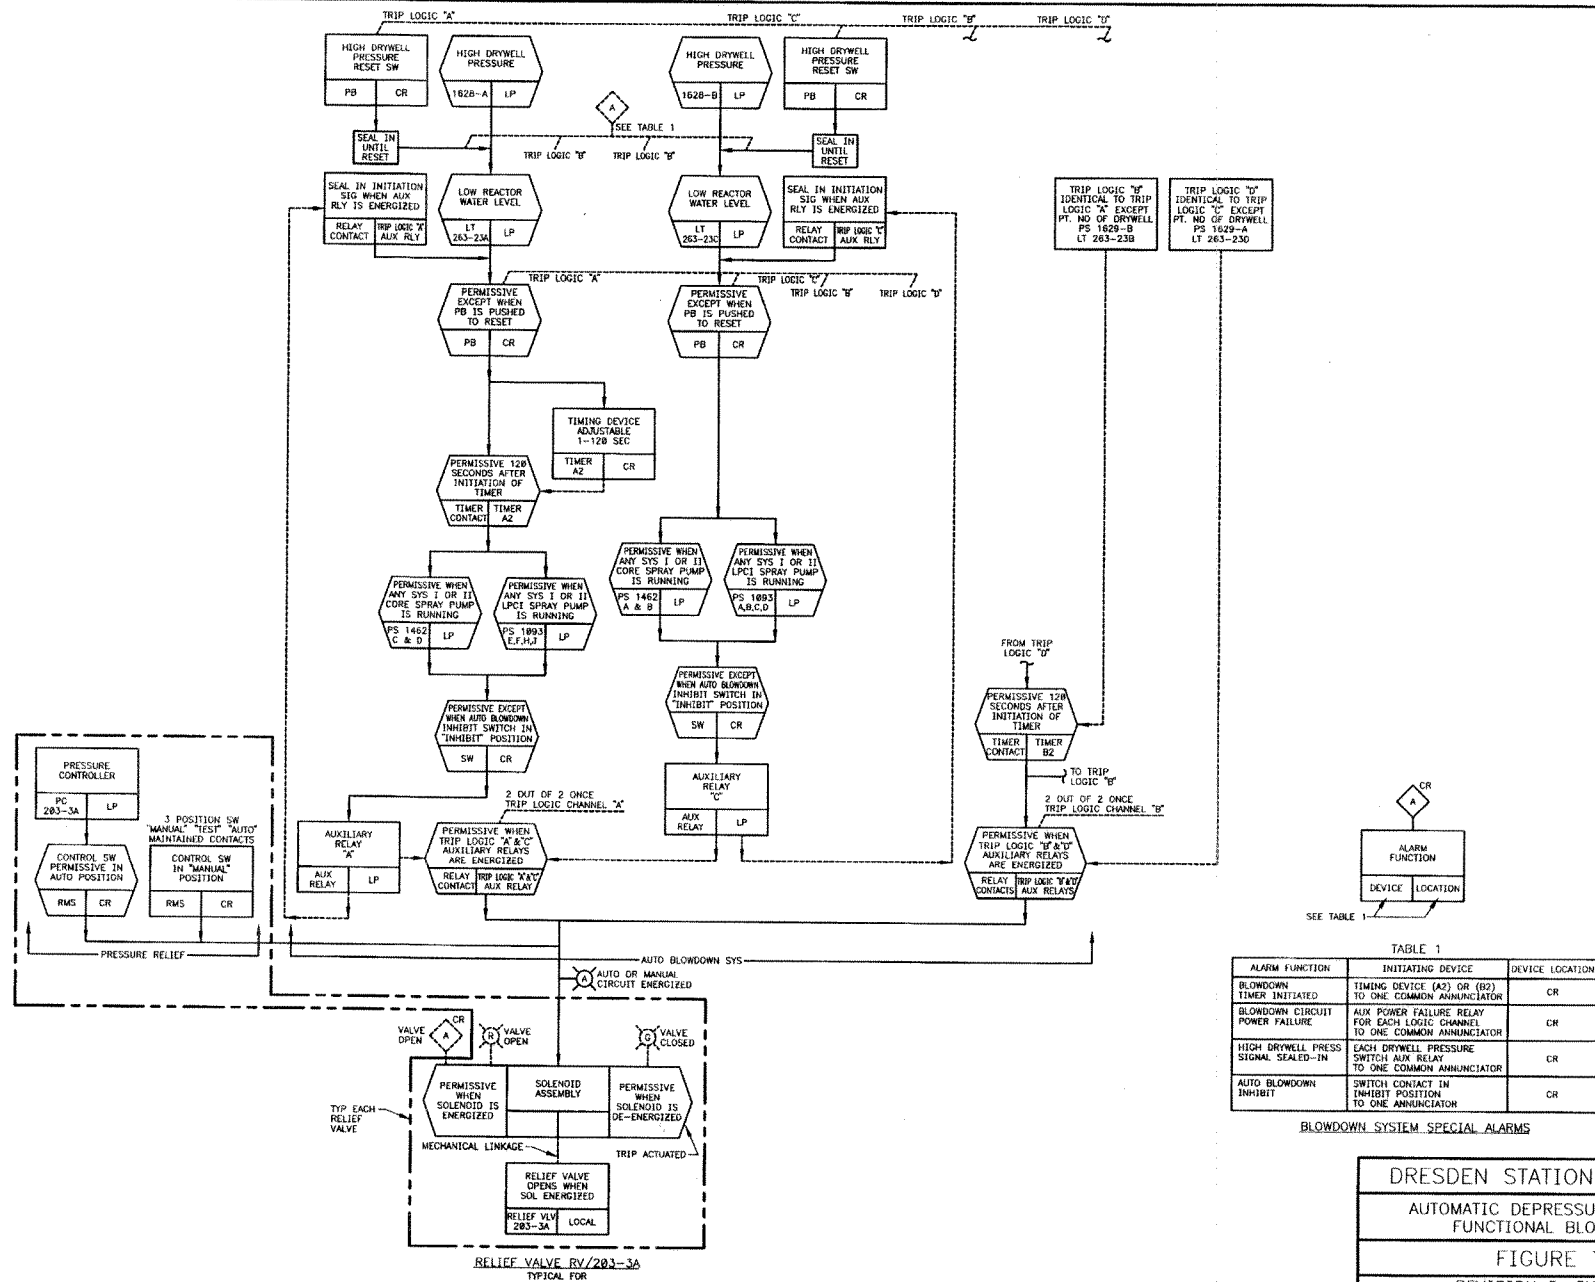 TRIP LOGIC "A"
TRIP LOGIC "C"
TRIP LOGIC "B"
TRIP LOGIC "D"
HIGH DRYWELL
PRESSURE
RESET SW
PB CR
HIGH DRYWELL
PRESSURE
1628-A LP
HIGH DRYWELL
PRESSURE
1628-B LP
HIGH DRYWELL
PRESSURE
RESET SW
PB CR
A
SEE TABLE 1
SEAL IN
UNTIL
RESET
TRIP LOGIC "B"
TRIP LOGIC "B"
SEAL IN
UNTIL
RESET
SEAL IN INITIATION
SIG WHEN AUX
RLY IS ENERGIZED
RELAY
CONTACT
TRIP LOGIC "A"
AUX RLY
LOW REACTOR
WATER LEVEL
LT
263-23A
LP
LOW REACTOR
WATER LEVEL
LT
263-23C
LP
SEAL IN INITIATION
SIG WHEN AUX
RLY IS ENERGIZED
RELAY
CONTACT
TRIP LOGIC "C"
AUX RLY
TRIP LOGIC "B"
IDENTICAL TO TRIP
LOGIC "A" EXCEPT
PT. NO OF DRYWELL
PS 1629-B
LT 263-23B
TRIP LOGIC "D"
IDENTICAL TO TRIP
LOGIC "C" EXCEPT
PT. NO OF DRYWELL
PS 1629-A
LT 263-23D
TRIP LOGIC "A"
TRIP LOGIC "C"
TRIP LOGIC "B"
TRIP LOGIC "D"
PERMISSIVE
EXCEPT WHEN
PB IS PUSHED
TO RESET
PB CR
PERMISSIVE
EXCEPT WHEN
PB IS PUSHED
TO RESET
PB CR
TIMING DEVICE
ADJUSTABLE
1-120 SEC
TIMER
A2
CR
PERMISSIVE 120
SECONDS AFTER
INITIATION OF
TIMER
TIMER
CONTACT
TIMER
A2
PERMISSIVE WHEN
ANY SYS I OR II
CORE SPRAY PUMP
IS RUNNING
PS 1462
A & B
LP
PERMISSIVE WHEN
ANY SYS I OR II
LPCI SPRAY PUMP
IS RUNNING
PS 1093
A,B,C,D
LP
PERMISSIVE WHEN
ANY SYS I OR II
CORE SPRAY PUMP
IS RUNNING
PS 1462
C & D
LP
PERMISSIVE WHEN
ANY SYS I OR II
LPCI SPRAY PUMP
IS RUNNING
PS 1093
E,F,H,J
LP
FROM TRIP
LOGIC "D"
PERMISSIVE EXCEPT
WHEN AUTO BLOWDOWN
INHIBIT SWITCH IN
"INHIBIT" POSITION
SW CR
PERMISSIVE EXCEPT
WHEN AUTO BLOWDOWN
INHIBIT SWITCH IN
"INHIBIT" POSITION
SW CR
PERMISSIVE 120
SECONDS AFTER
INITIATION OF
TIMER
TIMER
CONTACT
TIMER
B2
TO TRIP
LOGIC "B"
PRESSURE
CONTROLLER
PC
203-3A
LP
3 POSITION SW
"MANUAL" "TEST" "AUTO"
MAINTAINED CONTACTS
CONTROL SW
PERMISSIVE IN
AUTO POSITION
RMS CR
CONTROL SW
IN "MANUAL"
POSITION
RMS CR
AUXILIARY
RELAY
"A"
AUX
RELAY
LP
2 OUT OF 2 ONCE
TRIP LOGIC CHANNEL "A"
PERMISSIVE WHEN
TRIP LOGIC "A"&"C"
AUXILIARY RELAYS
ARE ENERGIZED
RELAY
CONTACT
TRIP LOGIC "A"&"C"
AUX RELAY
AUXILIARY
RELAY
"C"
AUX
RELAY
LP
2 OUT OF 2 ONCE
TRIP LOGIC CHANNEL "B"
PERMISSIVE WHEN
TRIP LOGIC "B"&"D"
AUXILIARY RELAYS
ARE ENERGIZED
RELAY
CONTACTS
TRIP LOGIC "B"&"D"
AUX RELAYS
PRESSURE RELIEF
AUTO BLOWDOWN SYS
A
AUTO OR MANUAL
CIRCUIT ENERGIZED
CR
A
ALARM
FUNCTION
DEVICE LOCATION
SEE TABLE 1
VALVE
OPEN
A
CR
R
VALVE
OPEN
G
VALVE
CLOSED
PERMISSIVE
WHEN
SOLENOID IS
ENERGIZED
SOLENOID
ASSEMBLY
PERMISSIVE
WHEN
SOLENOID IS
DE-ENERGIZED
TYP EACH
RELIEF
VALVE
MECHANICAL LINKAGE
TRIP ACTUATED
RELIEF VALVE
OPENS WHEN
SOL ENERGIZED
RELIEF VLV
203-3A
LOCAL
RELIEF VALVE RV/203-3A
TYPICAL FOR
TABLE 1
ALARM FUNCTION INITIATING DEVICE DEVICE LOCATION
BLOWDOWN
TIMER INITIATED
TIMING DEVICE (A2) OR (B2)
TO ONE COMMON ANNUNCIATOR
CR
BLOWDOWN CIRCUIT
POWER FAILURE
AUX POWER FAILURE RELAY
FOR EACH LOGIC CHANNEL
TO ONE COMMON ANNUNCIATOR
CR
HIGH DRYWELL PRESS
SIGNAL SEALED-IN
EACH DRYWELL PRESSURE
SWITCH AUX RELAY
TO ONE COMMON ANNUNCIATOR
CR
AUTO BLOWDOWN
INHIBIT
SWITCH CONTACT IN
INHIBIT POSITION
TO ONE ANNUNCIATOR
CR
BLOWDOWN SYSTEM SPECIAL ALARMS
DRESDEN STATION
AUTOMATIC DEPRESSU
FUNCTIONAL BLO
FIGURE